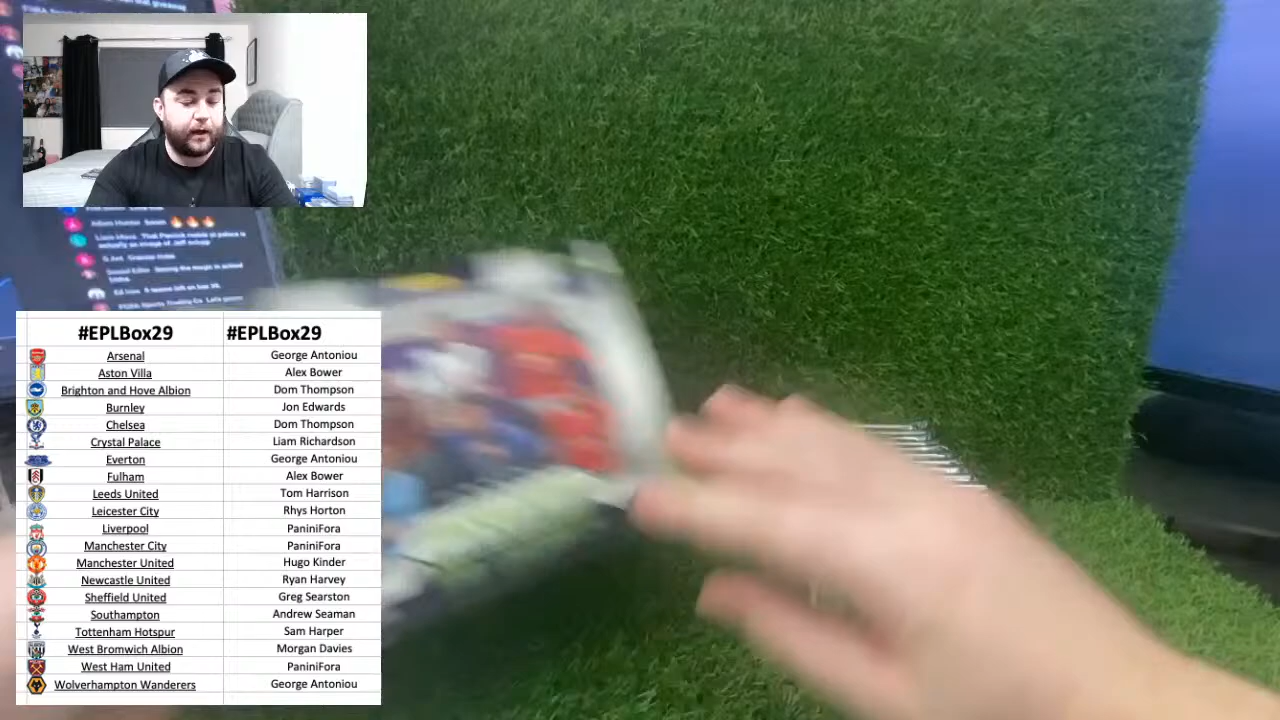 #EPLBox29 #EPLBox29
Arsenal George Antoniou
Aston Villa Alex Bower
Brighton and Hove Albion Dom Thompson
Burnley Jon Edwards
Chelsea Dom Thompson
Crystal Palace Liam Richardson
Everton George Antoniou
Fulham Alex Bower
Leeds United Tom Harrison
Leicester City Rhys Horton
Liverpool PaniniFora
Manchester City PaniniFora
Manchester United Hugo Kinder
Newcastle United Ryan Harvey
Sheffield United Greg Searston
Southampton Andrew Seaman
Tottenham Hotspur Sam Harper
West Bromwich Albion Morgan Davies
West Ham United PaniniFora
Wolverhampton Wanderers George Antoniou